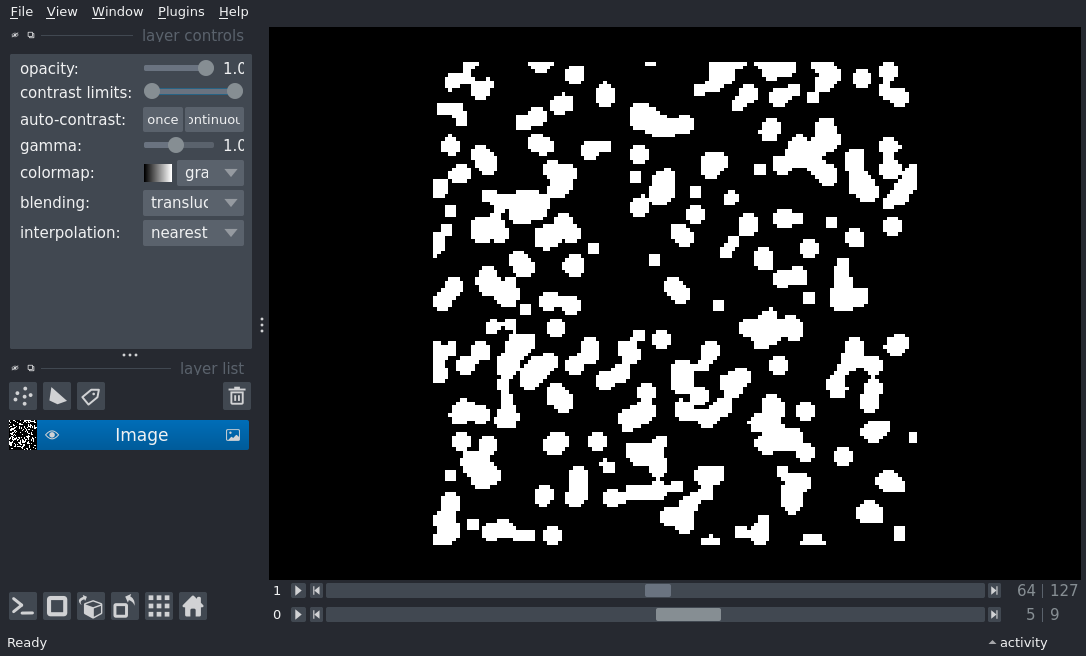 File View Window Plugins Help
layer controls
opacity: 1.0
contrast limits:
auto-contrast: once ontinuou
gamma: 1.0
colormap: gra
blending: transluc
interpolation: nearest
layer list
Image
1 64 127
0 5 9
Ready activity